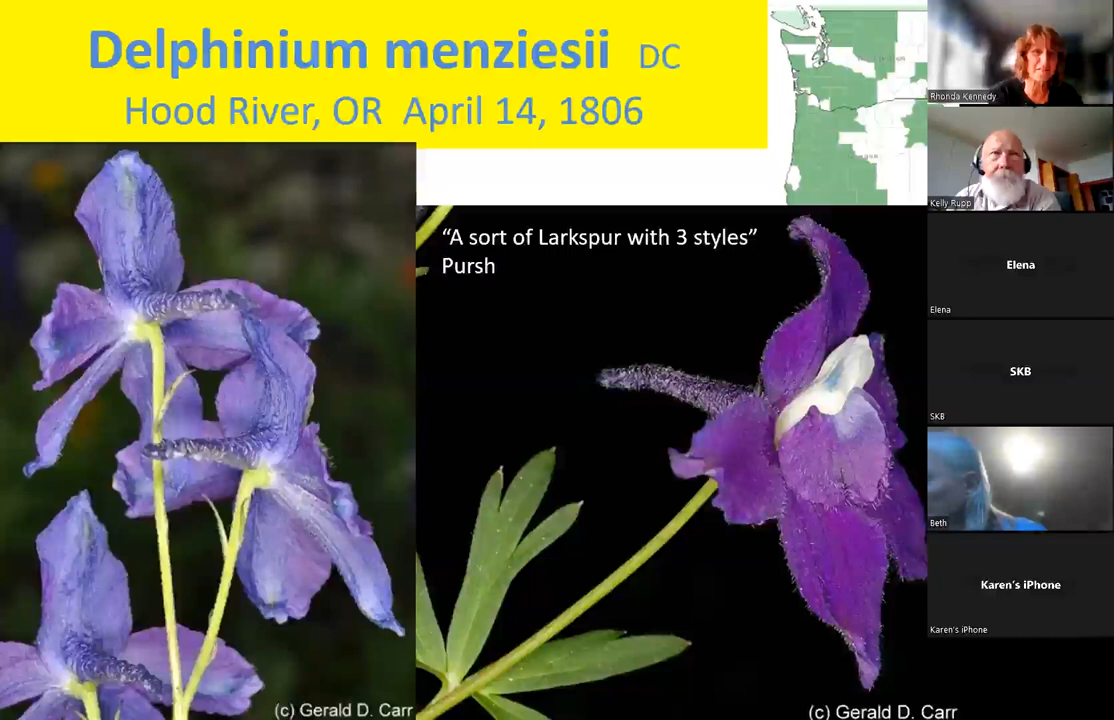 Delphinium menziesii DC
Hood River, OR April 14, 1806
"A sort of Larkspur with 3 styles"
Pursh
(c) Gerald D. Carr
(c) Gerald D. Carr
Rhonda Kennedy
Kelly Rupp
Elena
Elena
SKB
SKB
Beth
Karen's iPhone
Karen's iPhone